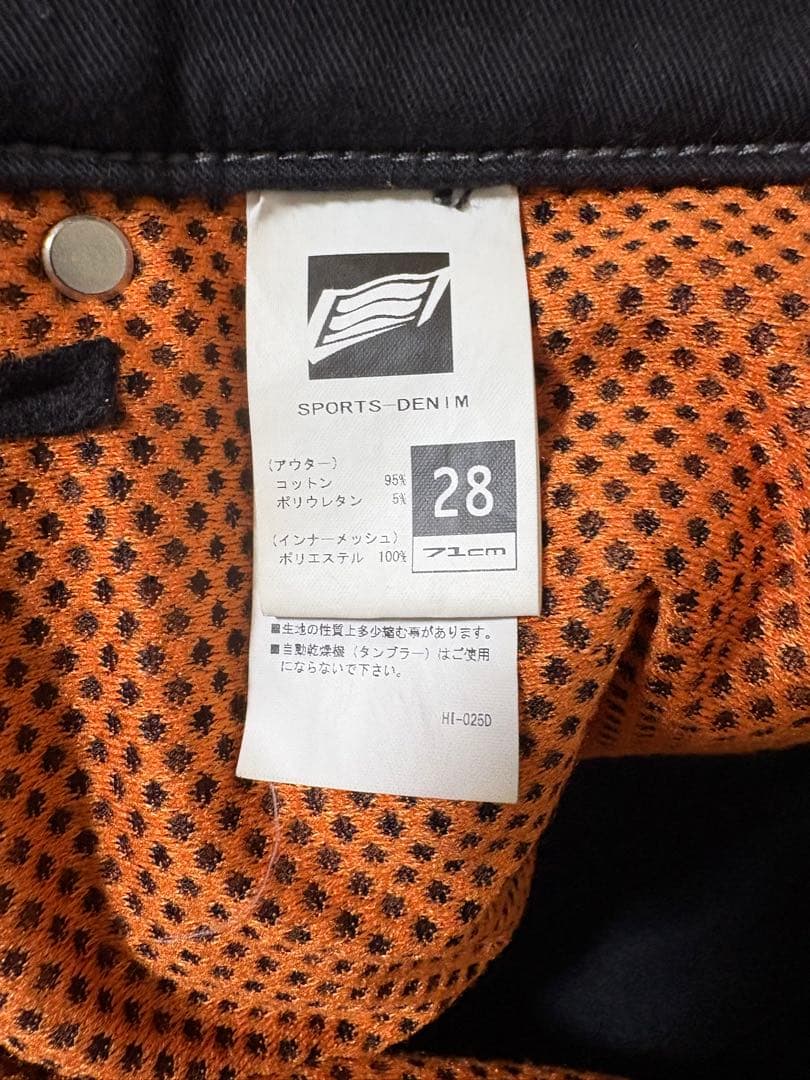 SPORTS-DENIM
(アウター)
コットン 95%
ポリウレタン 5%
(インナーメッシュ)
ポリエステル 100%
28
71cm
■生地の性質上多少縮む事があります。
■自動乾燥機(タンブラー)はご使用
にならないで下さい。
HI-025D